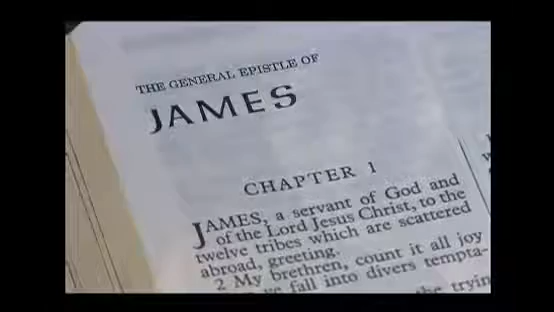 THE GENERAL EPISTLE OF
JAMES
CHAPTER 1
JAMES, a servant of God and
of the Lord Jesus Christ, to the
twelve tribes which are scattered
abroad, greeting.
2 My brethren, count it all joy
fall into divers tempta-
the